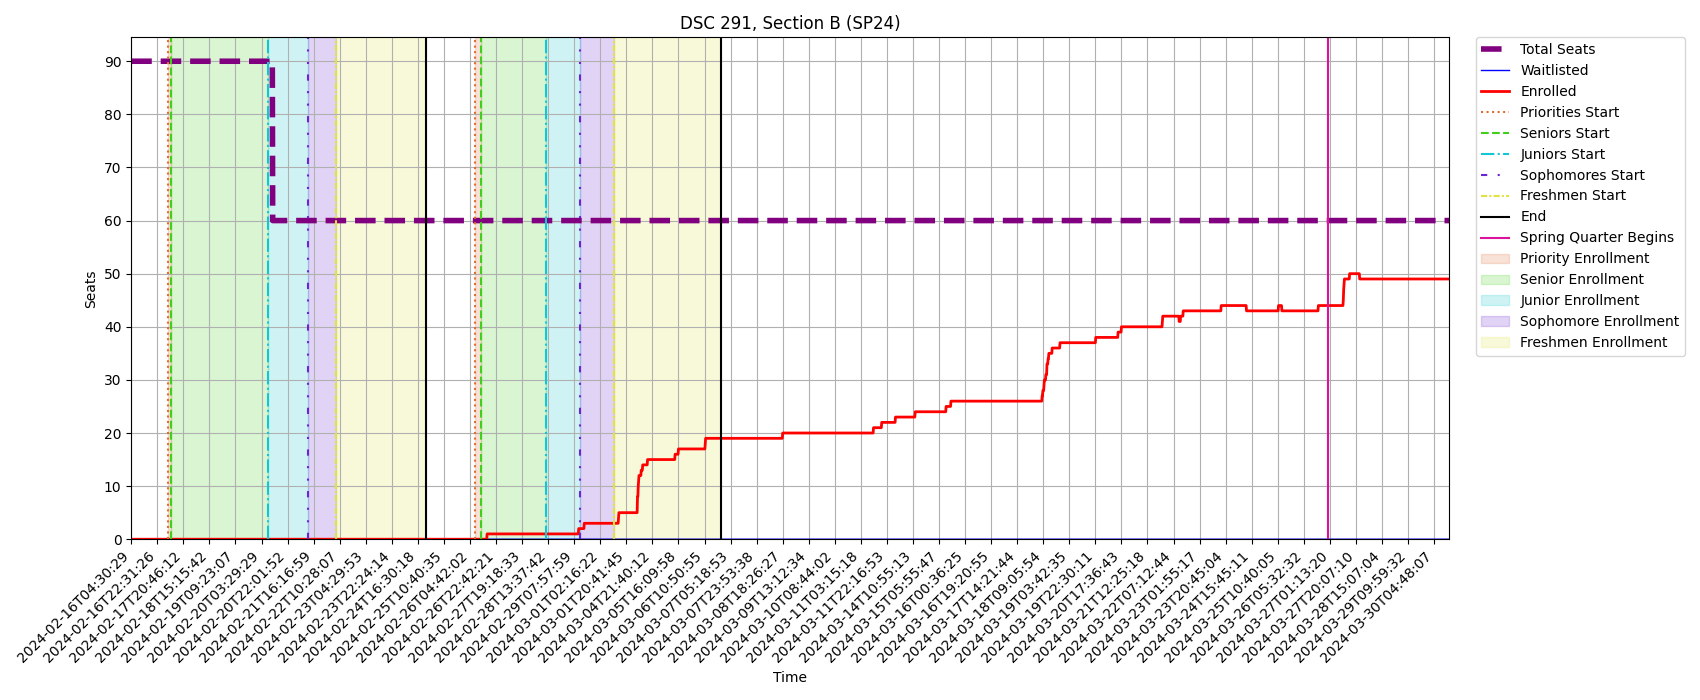 DSC 291, Section B (SP24)
Seats
90
80
70
60
50
40
30
20
10
0
2024-02-16T04:30:29
2024-02-16T22:31:26
2024-02-17T20:46:12
2024-02-18T15:15:42
2024-02-19T09:23:07
2024-02-20T03:29:29
2024-02-20T22:01:52
2024-02-21T16:16:59
2024-02-22T10:28:07
2024-02-23T04:29:53
2024-02-23T22:24:14
2024-02-24T16:30:18
2024-02-25T10:40:35
2024-02-26T04:42:02
2024-02-26T22:42:21
2024-02-27T19:18:33
2024-02-28T13:37:42
2024-02-29T07:57:59
2024-03-01T02:16:22
2024-03-01T20:41:45
2024-03-04T21:40:12
2024-03-05T16:09:58
2024-03-06T10:50:55
2024-03-07T05:18:53
2024-03-07T23:53:38
2024-03-08T18:26:27
2024-03-09T13:12:34
2024-03-10T08:44:02
2024-03-11T03:15:18
2024-03-11T22:16:53
2024-03-14T10:55:13
2024-03-15T05:55:47
2024-03-16T00:36:25
2024-03-16T19:20:55
2024-03-17T14:21:44
2024-03-18T09:05:54
2024-03-19T03:42:35
2024-03-19T22:30:11
2024-03-20T17:36:43
2024-03-21T12:25:18
2024-03-22T07:12:44
2024-03-23T01:55:17
2024-03-23T20:45:04
2024-03-24T15:45:11
2024-03-25T10:40:05
2024-03-26T05:32:32
2024-03-27T01:13:20
2024-03-27T20:07:10
2024-03-28T15:07:04
2024-03-29T09:59:32
2024-03-30T04:48:07
Time
Total Seats
Waitlisted
Enrolled
Priorities Start
Seniors Start
Juniors Start
Sophomores Start
Freshmen Start
End
Spring Quarter Begins
Priority Enrollment
Senior Enrollment
Junior Enrollment
Sophomore Enrollment
Freshmen Enrollment